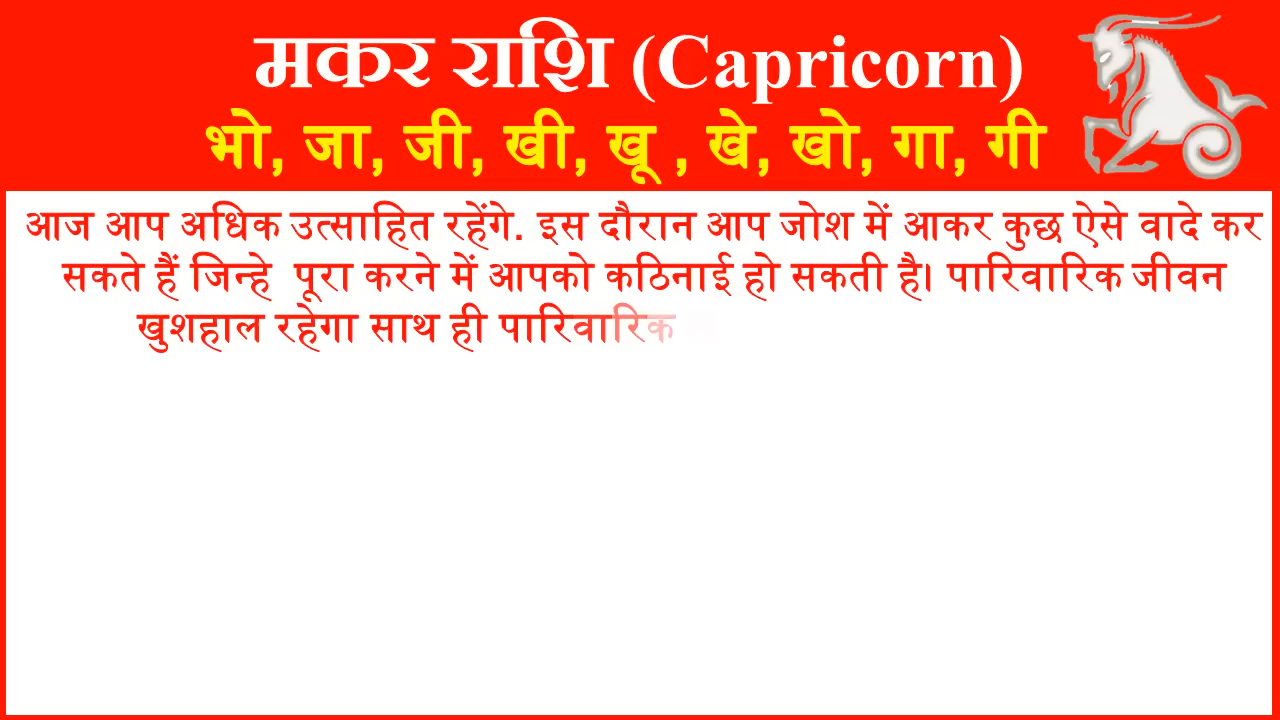 मकर राशि (Capricorn)
भो, जा, जी, खी, खू , खे, खो, गा, गी
आज आप अधिक उत्साहित रहेंगे. इस दौरान आप जोश में आकर कुछ ऐसे वादे कर
सकते हैं जिन्हे पूरा करने में आपको कठिनाई हो सकती है। पारिवारिक जीवन
खुशहाल रहेगा साथ ही पारिवारिक